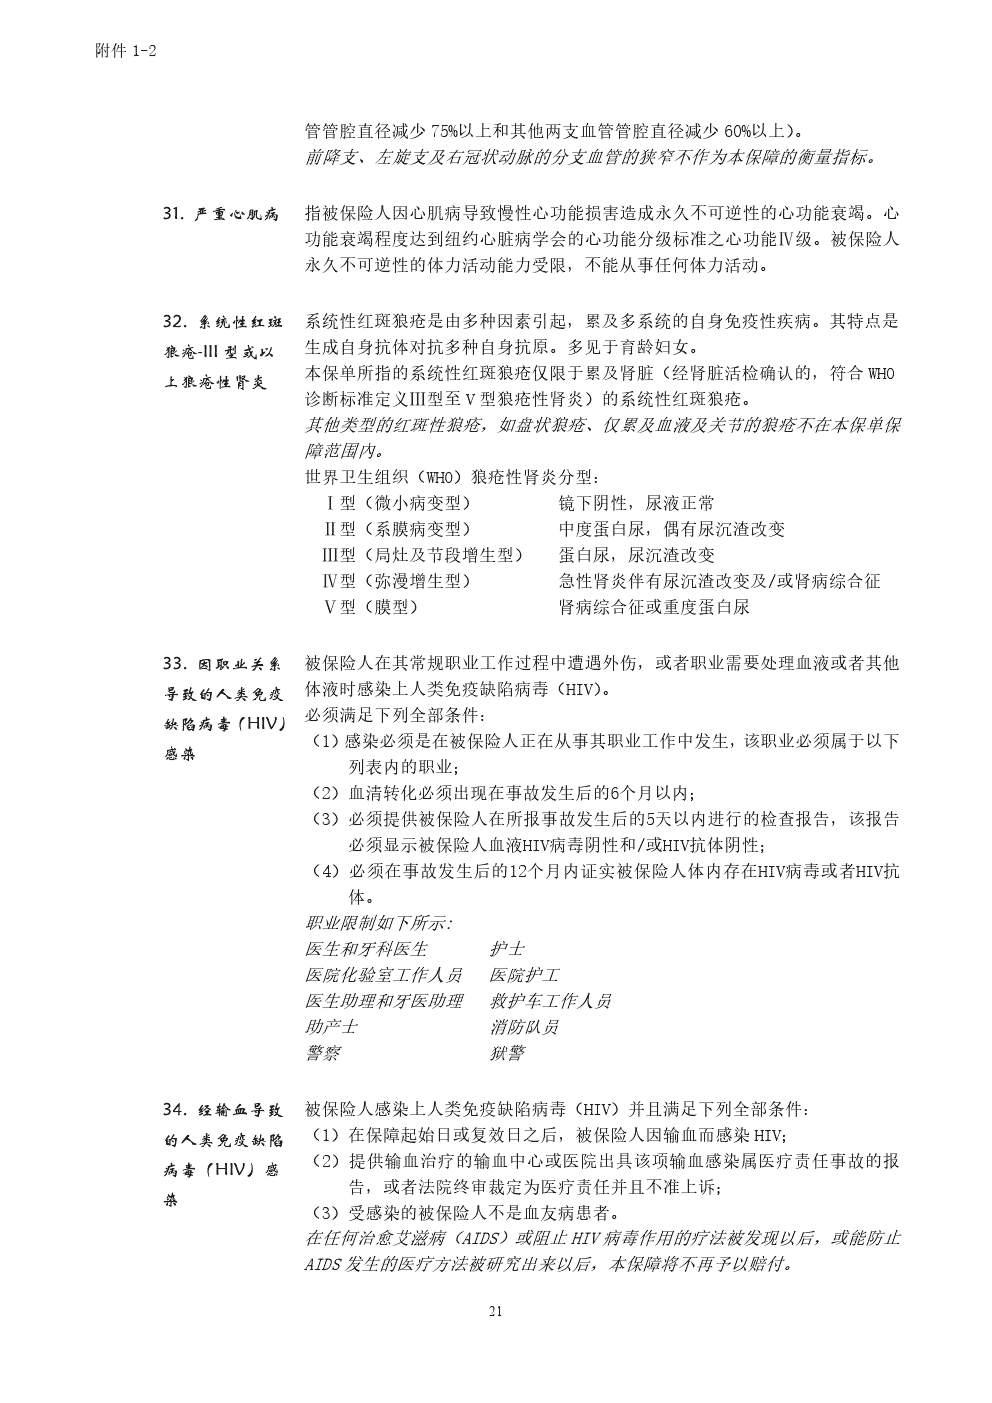 附件 1-2
管管腔直径减少 75%以上和其他两支血管管腔直径减少 60%以上）。
前降支、左旋支及右冠状动脉的分支血管的狭窄不作为本保障的衡量指标。
31. 严重心肌病
指被保险人因心肌病导致慢性心功能损害造成永久不可逆性的心功能衰竭。心
功能衰竭程度达到纽约心脏病学会的心功能分级标准之心功能Ⅳ级。被保险人
永久不可逆性的体力活动能力受限，不能从事任何体力活动。
32. 系统性红斑
狼疮-III 型或以
上狼疮性肾炎
系统性红斑狼疮是由多种因素引起，累及多系统的自身免疫性疾病。其特点是
生成自身抗体对抗多种自身抗原。多见于育龄妇女。
本保单所指的系统性红斑狼疮仅限于累及肾脏（经肾脏活检确认的，符合 WHO
诊断标准定义Ⅲ型至 V 型狼疮性肾炎）的系统性红斑狼疮。
其他类型的红斑性狼疮，如盘状狼疮、仅累及血液及关节的狼疮不在本保单保
障范围内。
世界卫生组织（WHO）狼疮性肾炎分型：
Ⅰ型（微小病变型） 镜下阴性，尿液正常
Ⅱ型（系膜病变型） 中度蛋白尿，偶有尿沉渣改变
Ⅲ型（局灶及节段增生型） 蛋白尿，尿沉渣改变
Ⅳ型（弥漫增生型） 急性肾炎伴有尿沉渣改变及/或肾病综合征
Ⅴ型（膜型） 肾病综合征或重度蛋白尿
33. 因职业关系
导致的人类免疫
缺陷病毒（HIV）
感染
被保险人在其常规职业工作过程中遭遇外伤，或者职业需要处理血液或者其他
体液时感染上人类免疫缺陷病毒（HIV）。
必须满足下列全部条件：
（1）感染必须是在被保险人正在从事其职业工作中发生，该职业必须属于以下
列表内的职业；
（2）血清转化必须出现在事故发生后的6个月以内；
（3）必须提供被保险人在所报事故发生后的5天以内进行的检查报告，该报告
必须显示被保险人血液HIV病毒阴性和/或HIV抗体阴性；
（4）必须在事故发生后的12个月内证实被保险人体内存在HIV病毒或者HIV抗
体。
职业限制如下所示：
医生和牙科医生 护士
医院化验室工作人员 医院护工
医生助理和牙医助理 救护车工作人员
助产士 消防队员
警察 狱警
34. 经输血导致
的人类免疫缺陷
病毒（HIV）感
染
被保险人感染上人类免疫缺陷病毒（HIV）并且满足下列全部条件：
（1）在保障起始日或复效日之后，被保险人因输血而感染 HIV；
（2）提供输血治疗的输血中心或医院出具该项输血感染属医疗责任事故的报
告，或者法院终审裁定为医疗责任并且不准上诉；
（3）受感染的被保险人不是血友病患者。
在任何治愈艾滋病（AIDS）或阻止 HIV 病毒作用的疗法被发现以后，或能防止
AIDS 发生的医疗方法被研究出来以后，本保障将不再予以赔付。
21